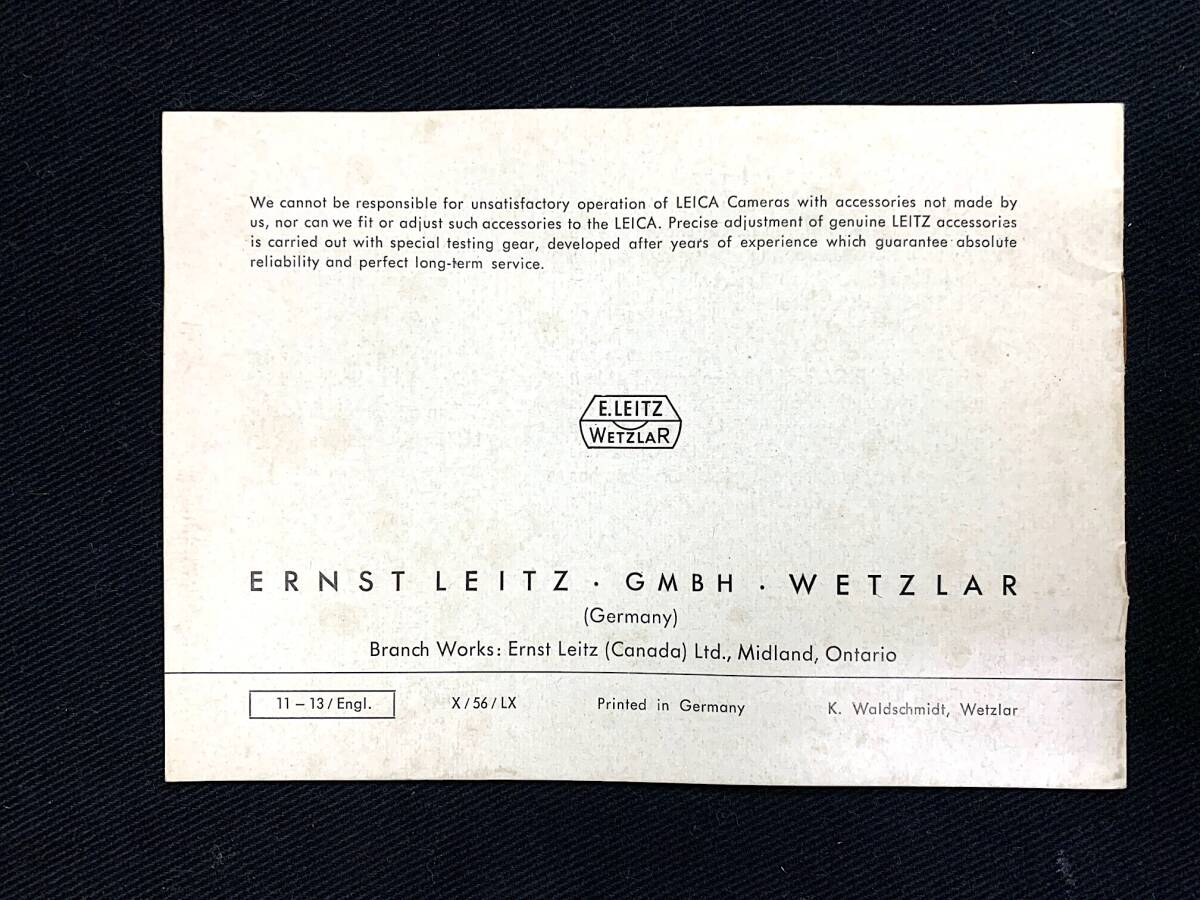 We cannot be responsible for unsatisfactory operation of LEICA Cameras with accessories not made by
us, nor can we fit or adjust such accessories to the LEICA. Precise adjustment of genuine LEITZ accessories
is carried out with special testing gear, developed after years of experience which guarantee absolute
reliability and perfect long-term service.
E.LEITZ
WETZLAR
ERNST LEITZ · GMBH · WETZLAR
(Germany)
Branch Works: Ernst Leitz (Canada) Ltd., Midland, Ontario
11 – 13 / Engl. X / 56 / LX Printed in Germany K. Waldschmidt, Wetzlar